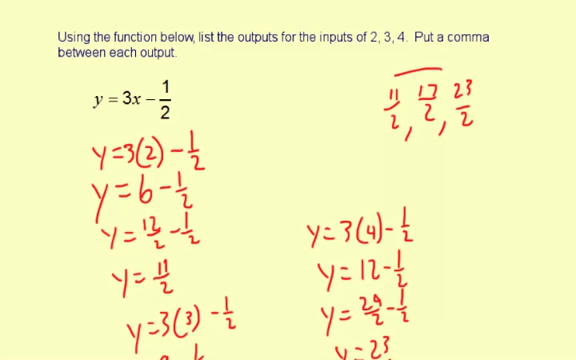 Using the function below, list the outputs for the inputs of 2, 3, 4.  Put a comma
between each output.
y = 3x - 1/2
11/2, 17/2, 23/2
y=3(2) - 1/2
y = 6 - 1/2
y = 12/2 - 1/2
y = 11/2
y=3(3) - 1/2
y = 3(4) - 1/2
y = 12 - 1/2
y = 24/2 - 1/2
y = 23